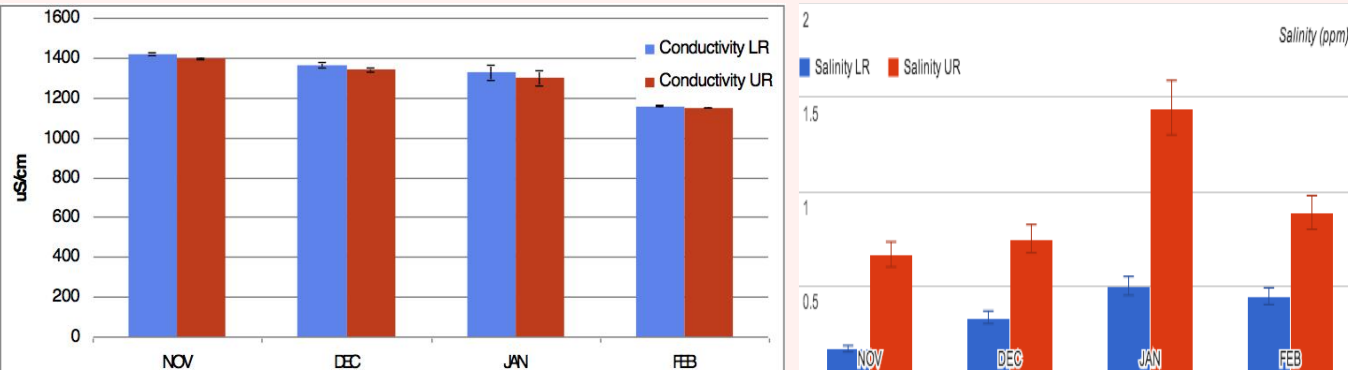 1600
1400
1200
1000
800
600
400
200
0
uS/cm
Conductivity LR
Conductivity UR
NOV DEC JAN FEB
2
Salinity (ppm)
Salinity LR Salinity UR
1.5
1
0.5
NOV DEC JAN FEB